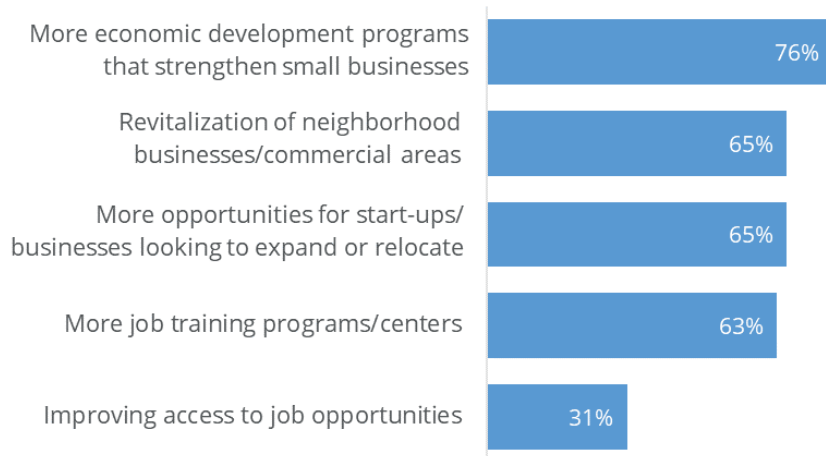 More economic development programs
that strengthen small businesses
76%
Revitalization of neighborhood
businesses/commercial areas
65%
More opportunities for start-ups/
businesses looking to expand or relocate
65%
More job training programs/centers
63%
Improving access to job opportunities
31%